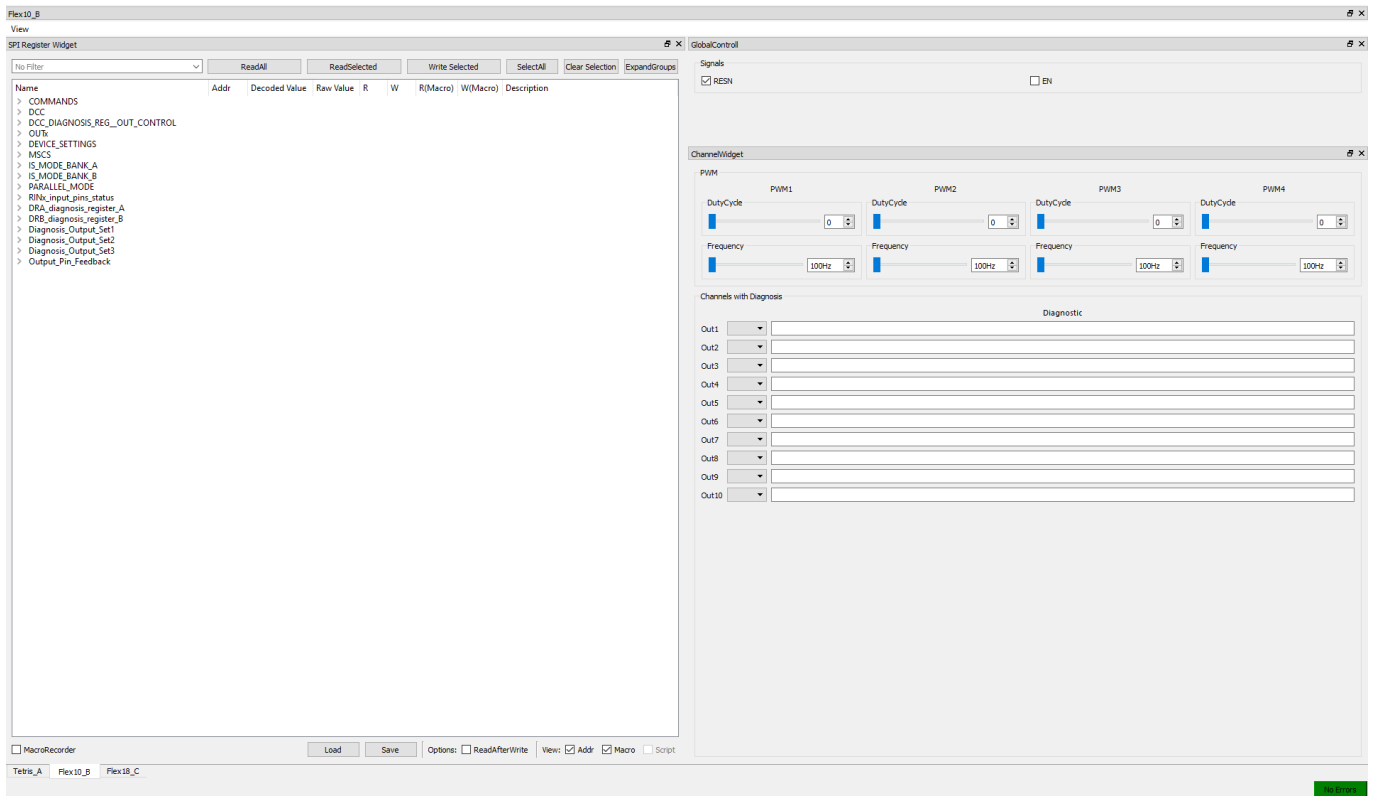 Flex10_B
View
SPI Register Widget
No Filter ReadAll ReadSelected Write Selected SelectAll Clear Selection ExpandGroups
Name Addr Decoded Value Raw Value R W R(Macro) W(Macro) Description
COMMANDS
DCC
DCC_DIAGNOSIS_REG__OUT_CONTROL
OUTx
DEVICE_SETTINGS
MSCS
IS_MODE_BANK_A
IS_MODE_BANK_B
PARALLEL_MODE
RINx_input_pins_status
DRA_diagnosis_register_A
DRB_diagnosis_register_B
Diagnosis_Output_Set1
Diagnosis_Output_Set2
Diagnosis_Output_Set3
Output_Pin_Feedback
MacroRecorder Load Save Options: ReadAfterWrite View: Addr Macro Script
GlobalControll
Signals
RESN EN
ChannelWidget
PWM
PWM1 PWM2 PWM3 PWM4
DutyCycle DutyCycle DutyCycle DutyCycle
0 0 0 0
Frequency Frequency Frequency Frequency
100Hz 100Hz 100Hz 100Hz
Channels with Diagnosis
Diagnostic
Out1
Out2
Out3
Out4
Out5
Out6
Out7
Out8
Out9
Out10
Tetris_A Flex10_B Flex18_C
No Errors